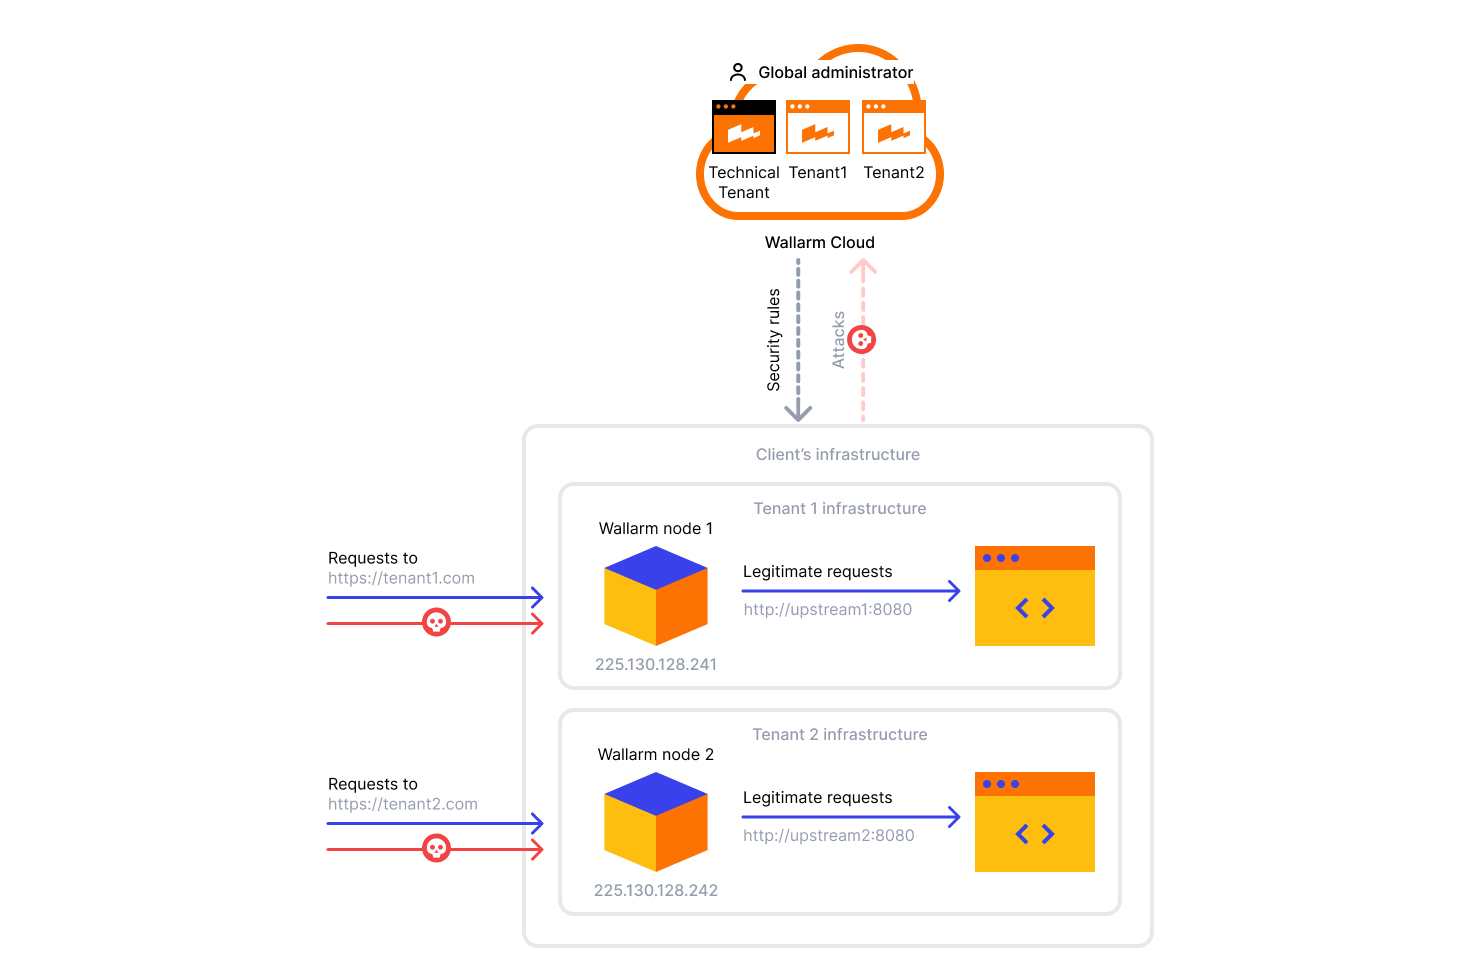 Global administrator
Technical
Tenant
Tenant1
Tenant2
Wallarm Cloud
Security rules
Attacks
Client’s infrastructure
Tenant 1 infrastructure
Wallarm node 1
Requests to
https://tenant1.com
Legitimate requests
http://upstream1:8080
225.130.128.241
Tenant 2 infrastructure
Wallarm node 2
Requests to
https://tenant2.com
Legitimate requests
http://upstream2:8080
225.130.128.242